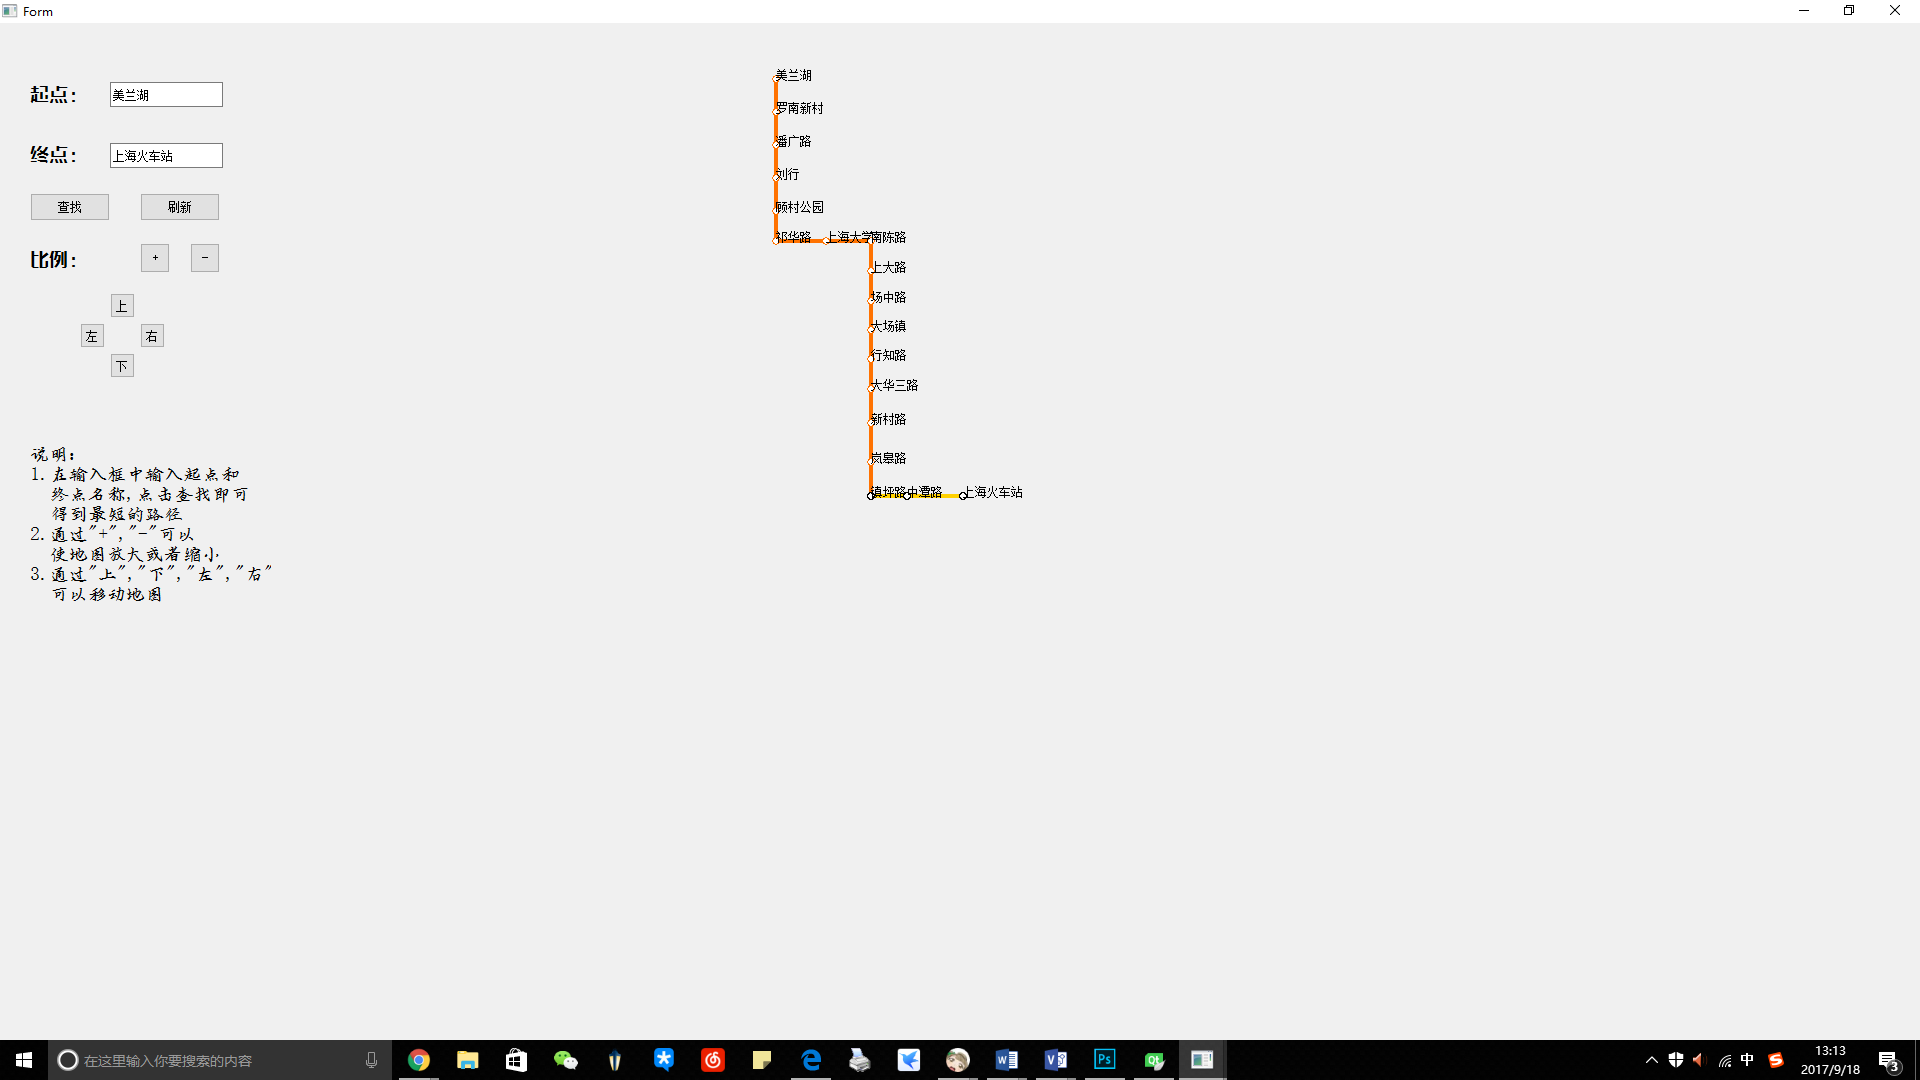 Form
起点：
美兰湖
终点：
上海火车站
查找
刷新
比例：
+
-
上
左
右
下
说明：
1. 在输入框中输入起点和
终点名称,点击查找即可
得到最短的路径
2. 通过"+","-"可以
使地图放大或者缩小
3. 通过"上","下","左","右"
可以移动地图
美兰湖
罗南新村
潘广路
刘行
顾村公园
祁华路
上海大学
南陈路
上大路
场中路
大场镇
行知路
大华三路
新村路
岚皋路
镇坪路
中潭路
上海火车站
在这里输入你要搜索的内容
Ps
Qt
中
13:13
2017/9/18
3